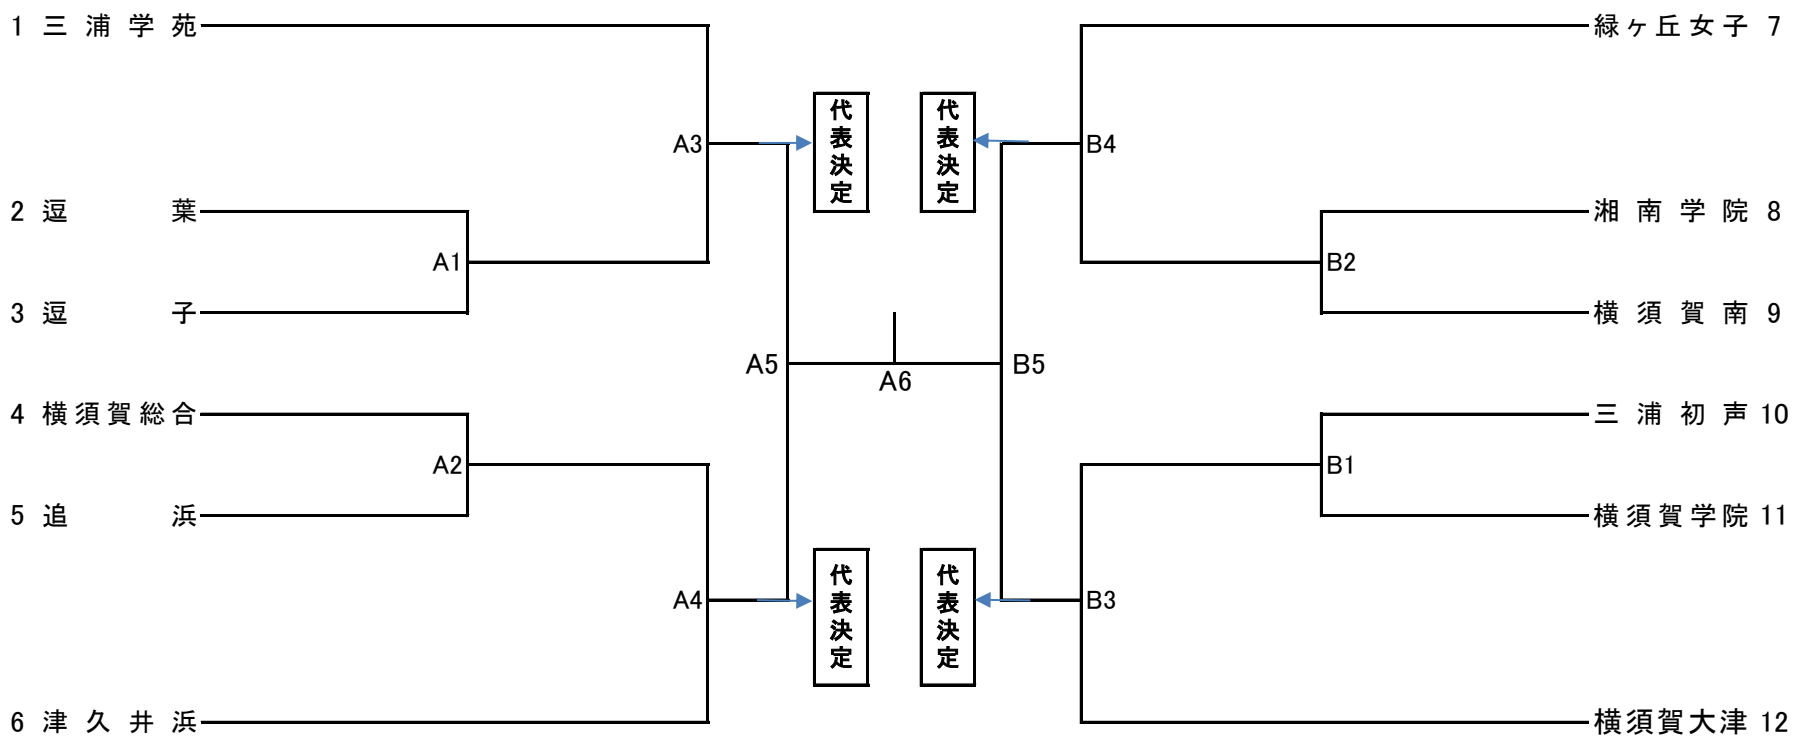 1 三浦学苑
緑ヶ丘女子 7
代表決定
代表決定
A3
B4
2 逗葉
湘南学院 8
A1
B2
3 逗子
横須賀南 9
A5
A6
B5
4 横須賀総合
三浦初声 10
A2
B1
5 追浜
横須賀学院 11
代表決定
代表決定
A4
B3
6 津久井浜
横須賀大津 12